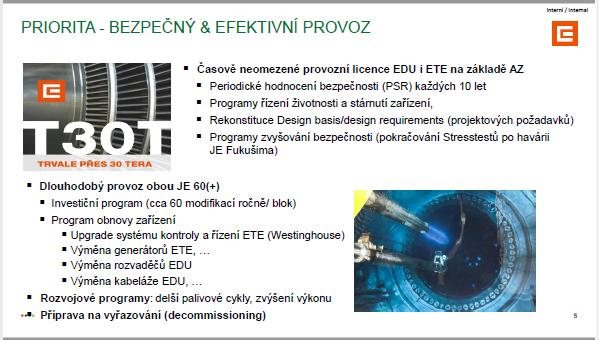 Interní / Internal
PRIORITA - BEZPEČNÝ & EFEKTIVNÍ PROVOZ
T30T
TRVALE PŘES 30 TERA
▪ Časově neomezené provozní licence EDU i ETE na základě AZ
▪ Periodické hodnocení bezpečnosti (PSR) každých 10 let
▪ Programy řízení životnosti a stárnutí zařízení,
▪ Rekonstituce Design basis/design requirements (projektových požadavků)
▪ Programy zvyšování bezpečnosti (pokračování Stresstestů po havárii
JE Fukušima)
▪ Dlouhodobý provoz obou JE 60(+)
▪ Investiční program (cca 60 modifikací ročně/ blok)
▪ Program obnovy zařízení
▪ Upgrade systému kontroly a řízení ETE (Westinghouse)
▪ Výměna generátorů ETE, …
▪ Výměna rozvaděčů EDU
▪ Výměna kabeláže EDU, …
▪ Rozvojové programy: delší palivové cykly, zvýšení výkonu
▪ Příprava na vyřazování (decommissioning)
5